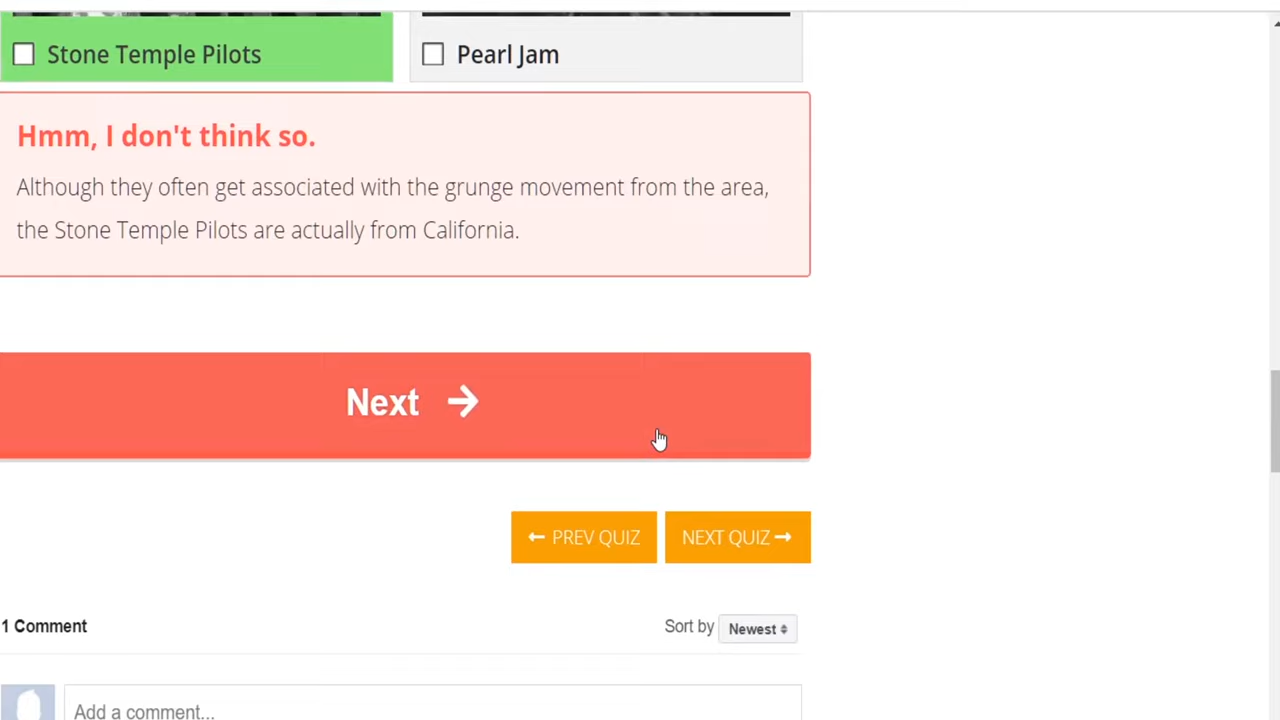 Stone Temple Pilots
Pearl Jam
Hmm, I don't think so.
Although they often get associated with the grunge movement from the area,
the Stone Temple Pilots are actually from California.
Next
PREV QUIZ
NEXT QUIZ
1 Comment
Sort by Newest
Add a comment...